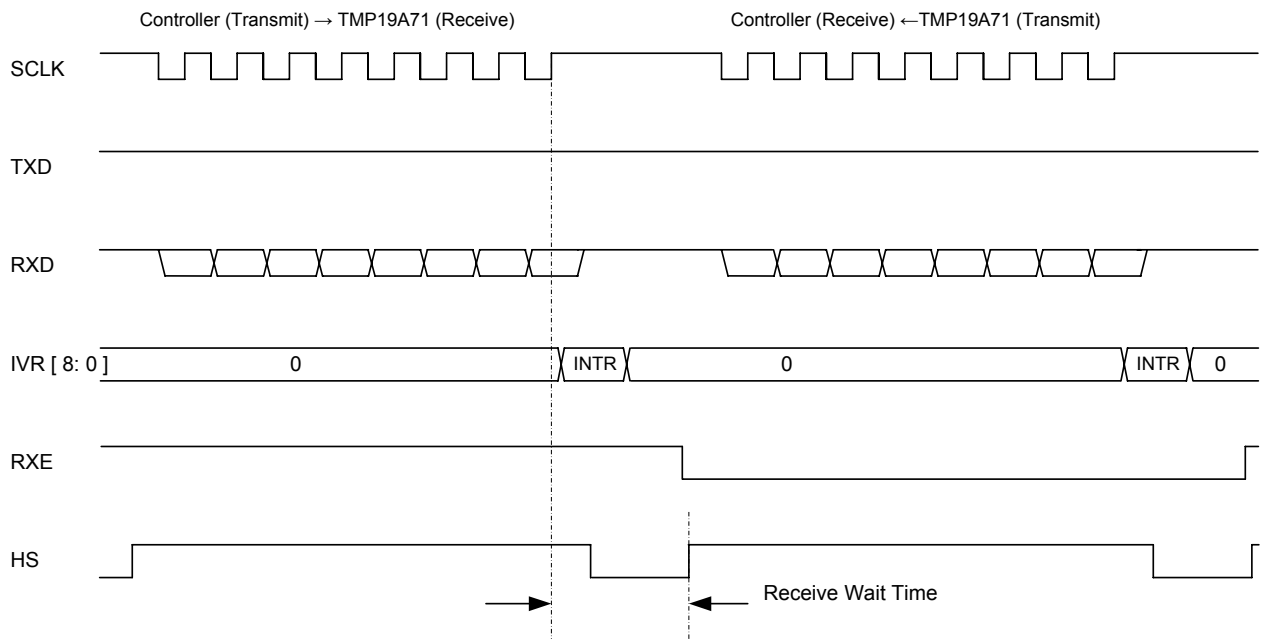 Controller (Transmit) → TMP19A71 (Receive)
Controller (Receive) ←TMP19A71 (Transmit)
SCLK
TXD
RXD
IVR [ 8: 0 ]
0
INTR
0
INTR
0
RXE
HS
Receive Wait Time